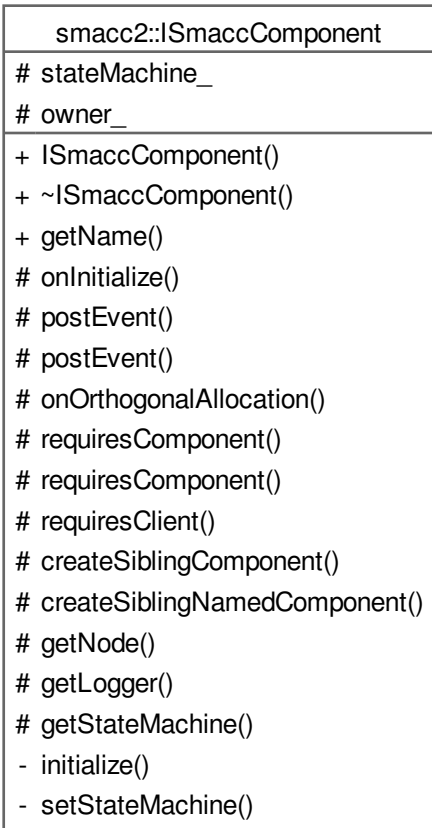 smacc2::ISmaccComponent
# stateMachine_
# owner_
+ ISmaccComponent()
+ ~ISmaccComponent()
+ getName()
# onInitialize()
# postEvent()
# postEvent()
# onOrthogonalAllocation()
# requiresComponent()
# requiresComponent()
# requiresClient()
# createSiblingComponent()
# createSiblingNamedComponent()
# getNode()
# getLogger()
# getStateMachine()
- initialize()
- setStateMachine()